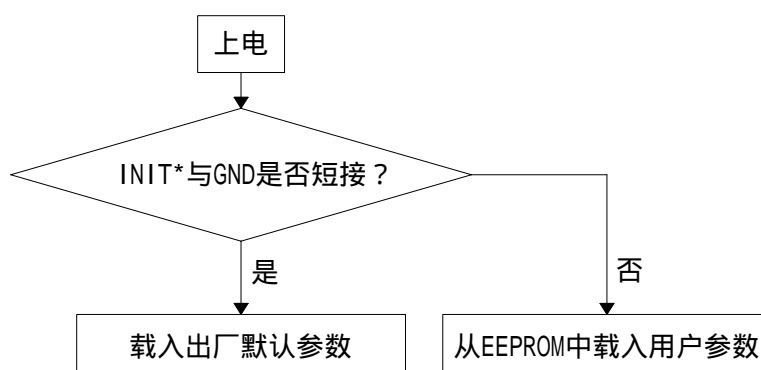 上电
INIT*与GND是否短接？
是
否
载入出厂默认参数
从EEPROM中载入用户参数